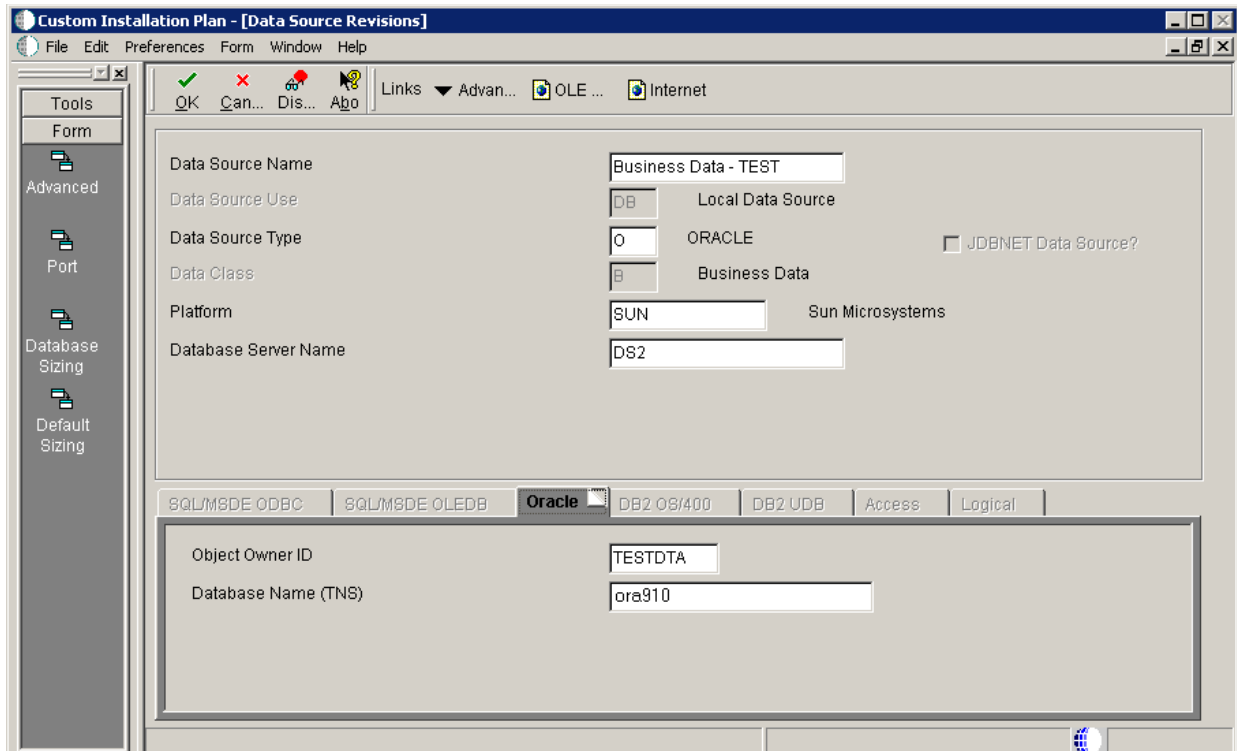 Custom Installation Plan - [Data Source Revisions]
File Edit Preferences Form Window Help
Tools
Form
Advanced
Port
Database
Sizing
Default
Sizing
OK Can... Dis... Abo Links Advan... OLE ... Internet
Data Source Name Business Data - TEST
Data Source Use DB Local Data Source
Data Source Type O ORACLE JDBNET Data Source?
Data Class B Business Data
Platform SUN Sun Microsystems
Database Server Name DS2
SQL/MSDE ODBC SQL/MSDE OLEDB Oracle DB2 OS/400 DB2 UDB Access Logical
Object Owner ID TESTDTA
Database Name (TNS) ora910